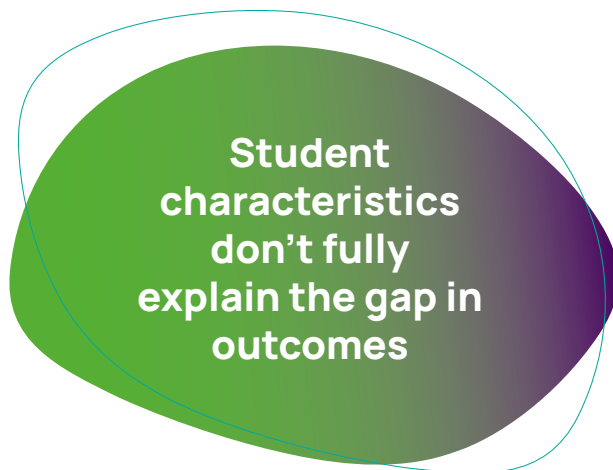 Student
characteristics
don’t fully
explain the gap in
outcomes